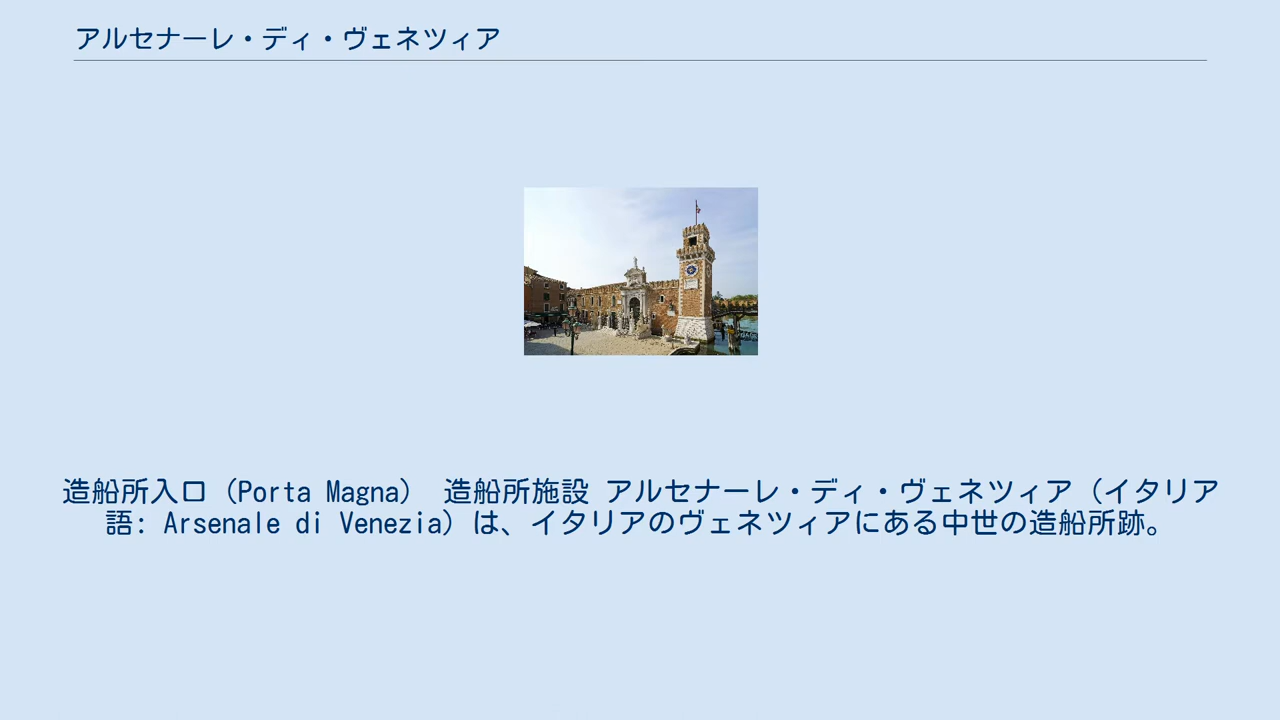 アルセナーレ・ディ・ヴェネツィア
造船所入口（Porta Magna） 造船所施設 アルセナーレ・ディ・ヴェネツィア（イタリア
語: Arsenale di Venezia）は、イタリアのヴェネツィアにある中世の造船所跡。